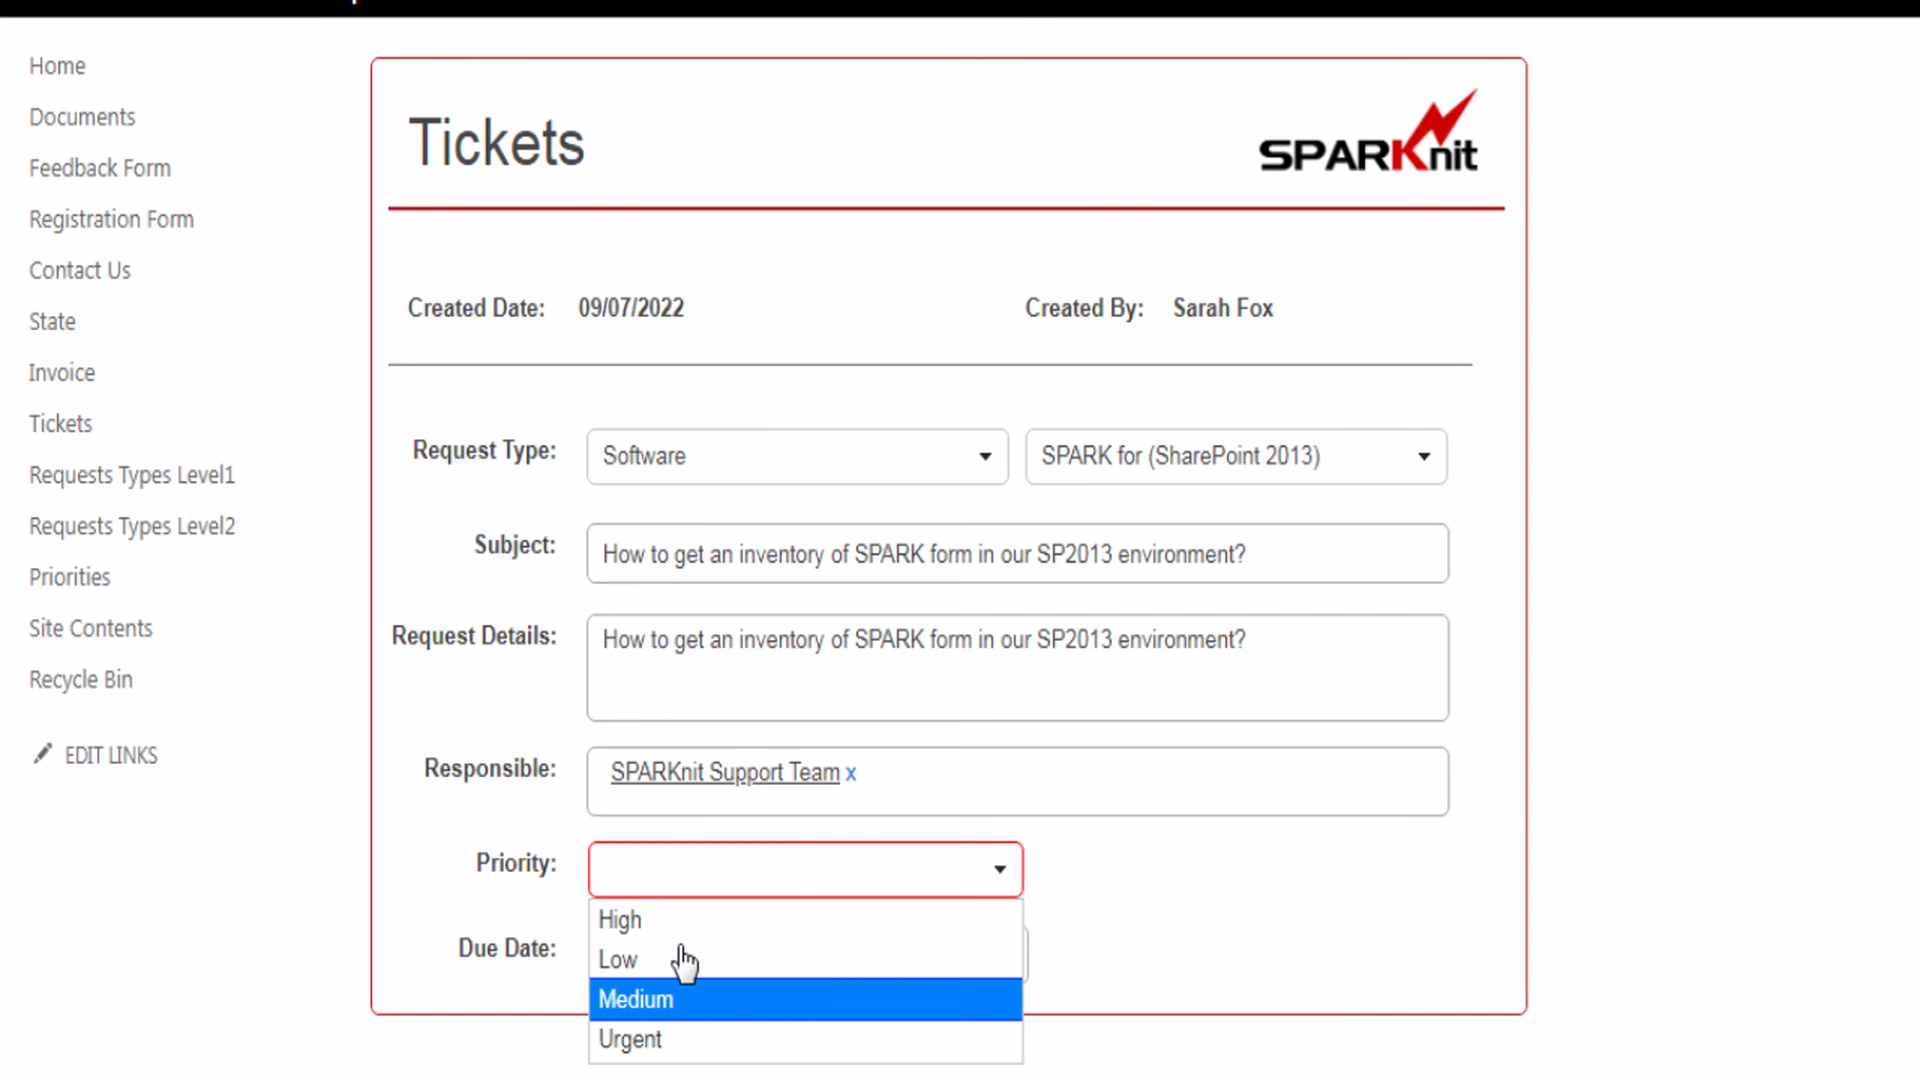 Home
Documents
Feedback Form
Registration Form
Contact Us
State
Invoice
Tickets
Requests Types Level1
Requests Types Level2
Priorities
Site Contents
Recycle Bin
EDIT LINKS
Tickets
SPARKnit
Created Date: 09/07/2022 Created By: Sarah Fox
Request Type: Software SPARK for (SharePoint 2013)
Subject: How to get an inventory of SPARK form in our SP2013 environment?
Request Details: How to get an inventory of SPARK form in our SP2013 environment?
Responsible: SPARKnit Support Team x
Priority:
High
Due Date:
Low
Medium
Urgent